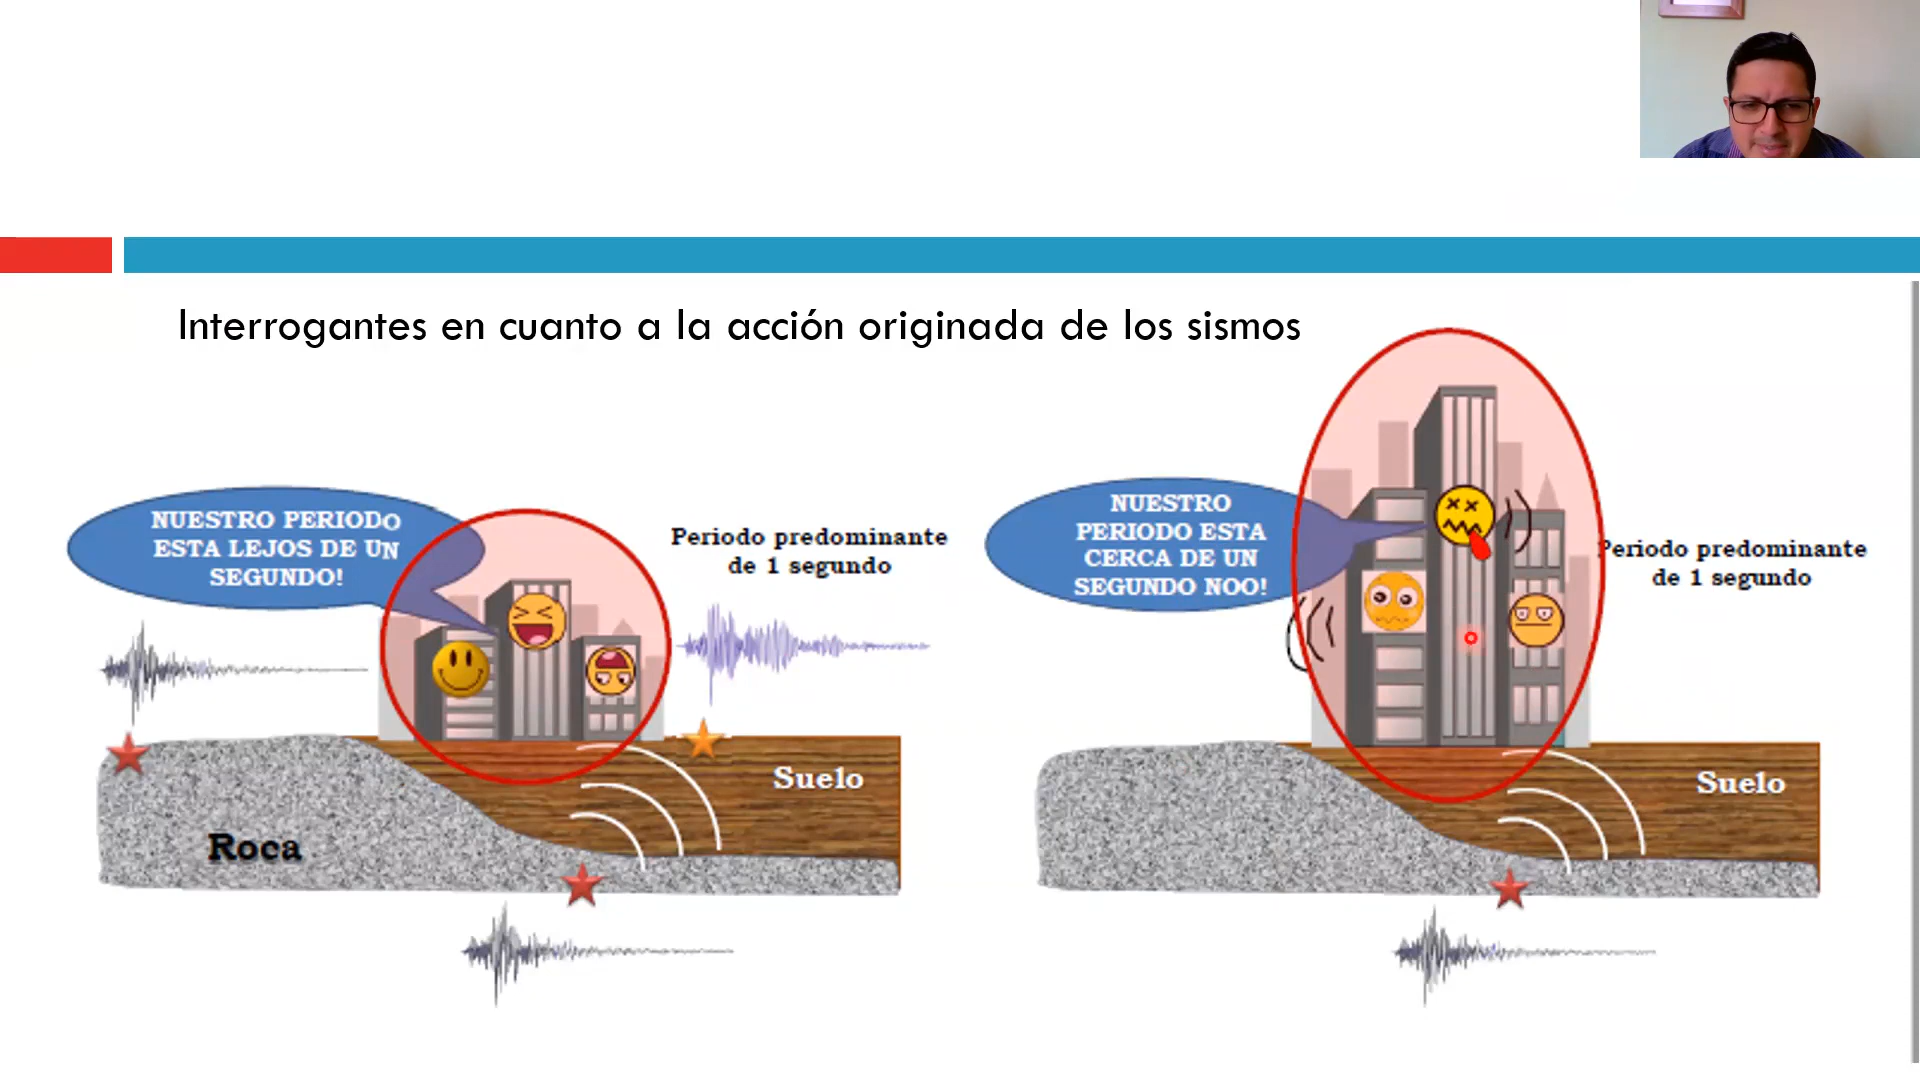 Interrogantes en cuanto a la acción originada de los sismos
NUESTRO PERIODO
ESTA LEJOS DE UN
SEGUNDO!
Periodo predominante
de 1 segundo
Suelo
Roca
NUESTRO
PERIODO ESTA
CERCA DE UN
SEGUNDO NOO!
Periodo predominante
de 1 segundo
Suelo